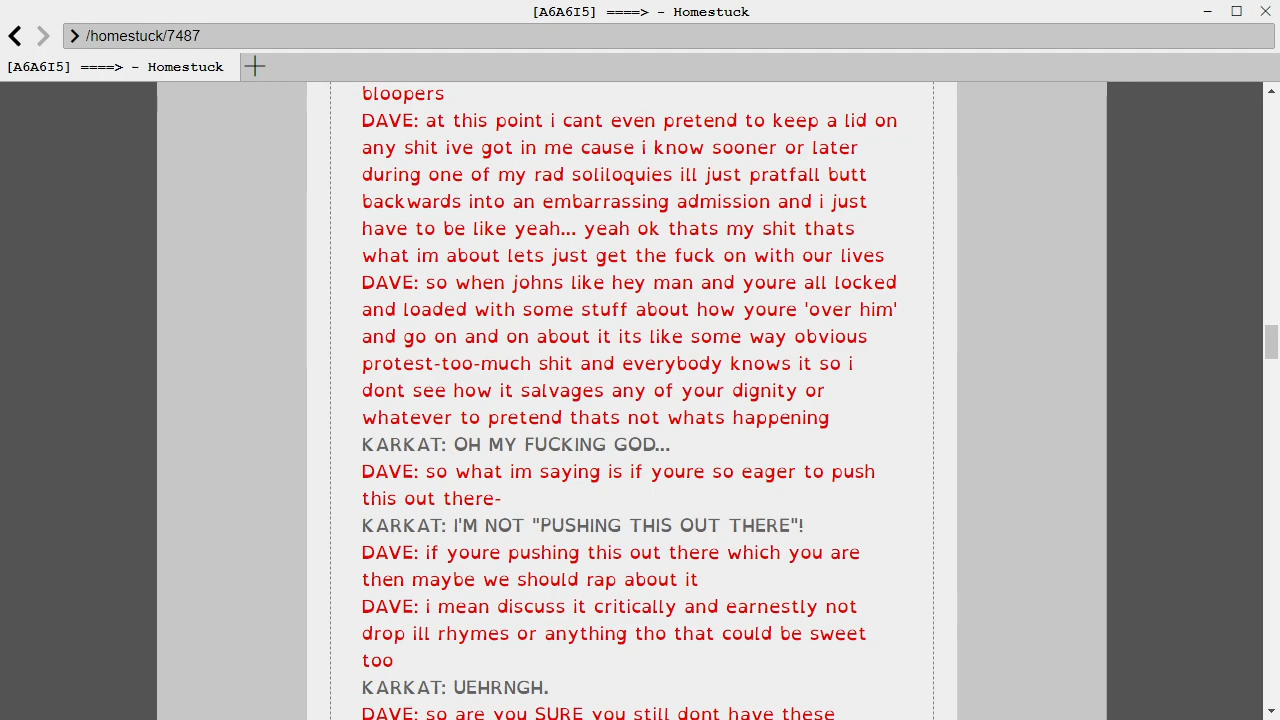 [A6A6I5] ====> - Homestuck
/homestuck/7487
[A6A6I5] ====> - Homestuck
bloopers
DAVE: at this point i cant even pretend to keep a lid on
any shit ive got in me cause i know sooner or later
during one of my rad soliloquies ill just pratfall butt
backwards into an embarrassing admission and i just
have to be like yeah... yeah ok thats my shit thats
what im about lets just get the fuck on with our lives
DAVE: so when johns like hey man and youre all locked
and loaded with some stuff about how youre 'over him'
and go on and on about it its like some way obvious
protest-too-much shit and everybody knows it so i
dont see how it salvages any of your dignity or
whatever to pretend thats not whats happening
KARKAT: OH MY FUCKING GOD...
DAVE: so what im saying is if youre so eager to push
this out there-
KARKAT: I'M NOT "PUSHING THIS OUT THERE"!
DAVE: if youre pushing this out there which you are
then maybe we should rap about it
DAVE: i mean discuss it critically and earnestly not
drop ill rhymes or anything tho that could be sweet
too
KARKAT: UEHRNGH.
DAVE: so are you SURE you still dont have these